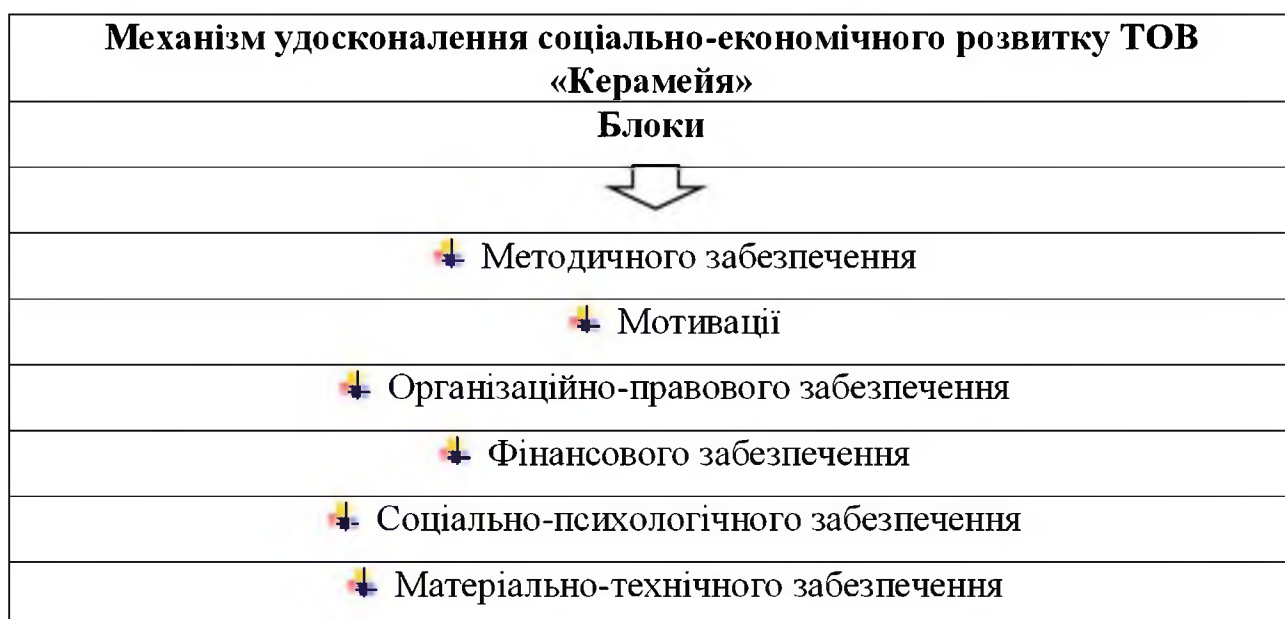 Механізм удосконалення соціально-економічного розвитку ТОВ
«Керамейя»
Блоки
Методичного забезпечення
Мотивації
Організаційно-правового забезпечення
Фінансового забезпечення
Соціально-психологічного забезпечення
Матеріально-технічного забезпечення